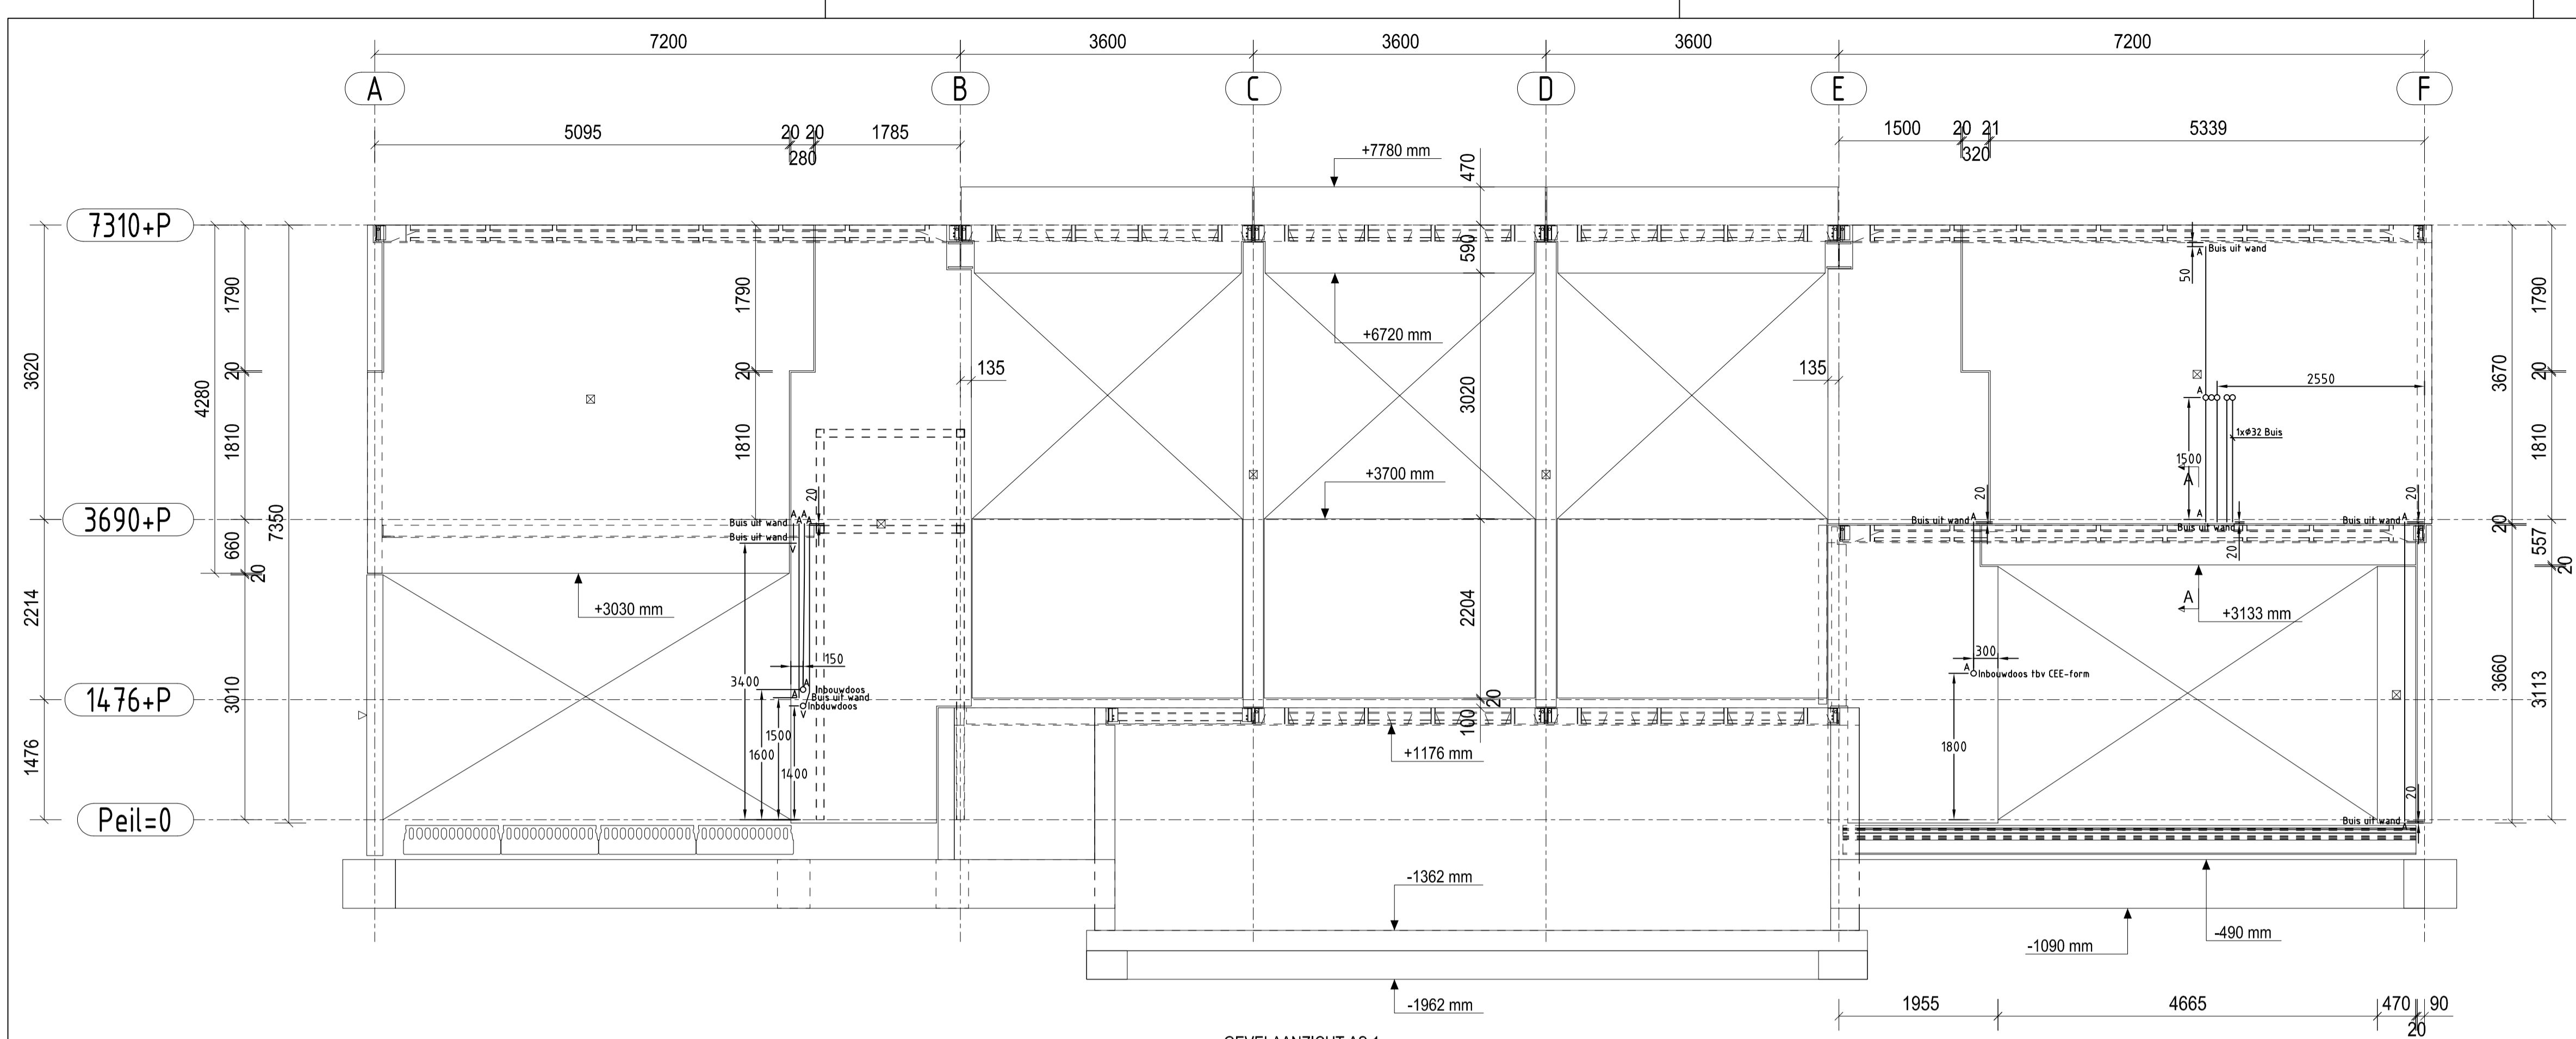 7200 3600 3600 3600 7200
A B C D E F
5095 20 20 1785 1500 20 21 5339
280 320
+7780 mm 470
7310+P
590
Buis uit wand
A
50
1790 1790 1790
+6720 mm
3620 4280 20 20 135 135 3670 20
2550
3020
A
1xø32 Buis
1810 1810 1500 1810
+3700 mm
A
20 20 20
3690+P
A
A A A
Buis uit wand
Buis uit wand
V
A
Buis uit wand
A
Buis uit wand
Buis uit wand A
20
660 7350 20 20 557 20
+3030 mm
2214 2204
A
+3133 mm
150
300
A
Inbouwdoos tbv CEE-form
3400
A
Inbouwdoos
A
Buis uit wand
Inbouwdoos
V
3010 3660 3113
1476+P
20
100
1500
1600
1400
1476
+1176 mm
1800
20
Peil=0
Buis uit wand
A
-1362 mm
-490 mm
-1090 mm
-1962 mm
1955 4665 470 90
20
GEVELAANZICHT AS 1